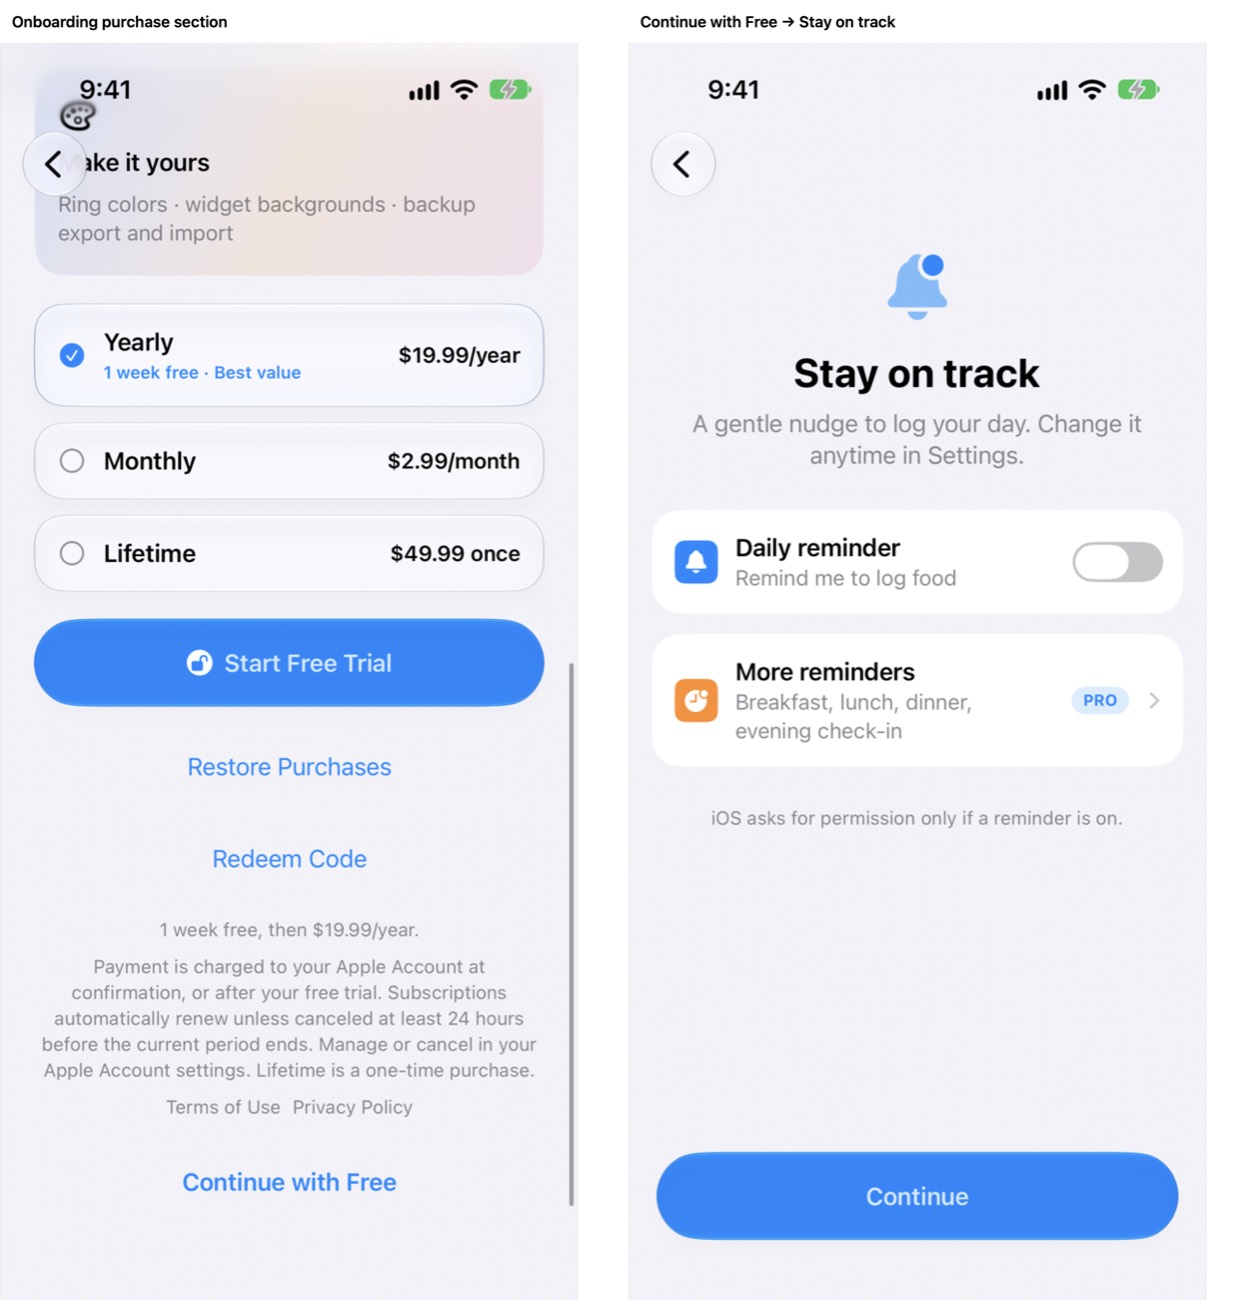 Onboarding purchase section
9:41
ake it yours
Ring colors · widget backgrounds · backup
export and import
Yearly
1 week free · Best value
$19.99/year
Monthly
$2.99/month
Lifetime
$49.99 once
Start Free Trial
Restore Purchases
Redeem Code
1 week free, then $19.99/year.
Payment is charged to your Apple Account at
confirmation, or after your free trial. Subscriptions
automatically renew unless canceled at least 24 hours
before the current period ends. Manage or cancel in your
Apple Account settings. Lifetime is a one-time purchase.
Terms of Use Privacy Policy
Continue with Free
Continue with Free → Stay on track
9:41
Stay on track
A gentle nudge to log your day. Change it
anytime in Settings.
Daily reminder
Remind me to log food
More reminders
Breakfast, lunch, dinner,
evening check-in
PRO
iOS asks for permission only if a reminder is on.
Continue